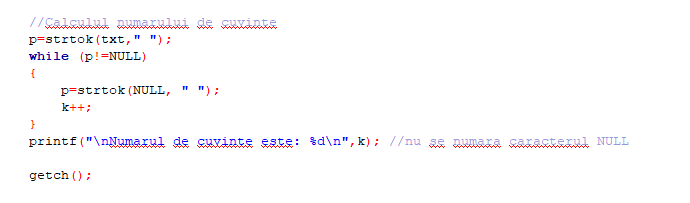 //Calculul numarului de cuvinte
p=strtok(txt," ");
while (p!=NULL)
{
p=strtok(NULL, " ");
k++;
}
printf("\nNumarul de cuvinte este: %d\n",k); //nu se numara caracterul NULL
getch();